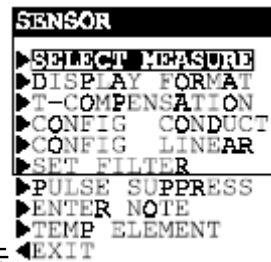 SENSOR
▶SELECT MEASURE
▶DISPLAY FORMAT
▶T-COMPENSATION
▶CONFIG CONDUCT
▶CONFIG LINEAR
▶SET FILTER
▶PULSE SUPPRESS
▶ENTER NOTE
▶TEMP ELEMENT
◀EXIT